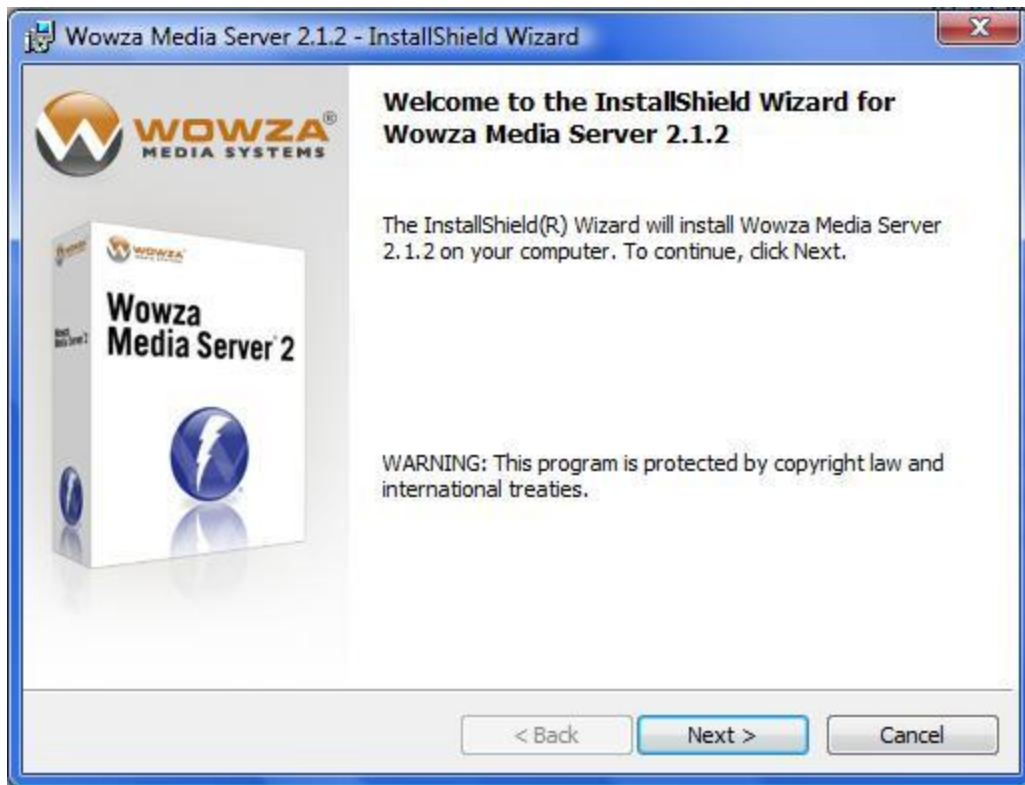 Wowza Media Server 2.1.2 - InstallShield Wizard
WOWZA®
MEDIA SYSTEMS
Welcome to the InstallShield Wizard for
Wowza Media Server 2.1.2
The InstallShield(R) Wizard will install Wowza Media Server
2.1.2 on your computer. To continue, click Next.
WOWZA
Wowza
Media Server 2
WARNING: This program is protected by copyright law and
international treaties.
< Back
Next >
Cancel